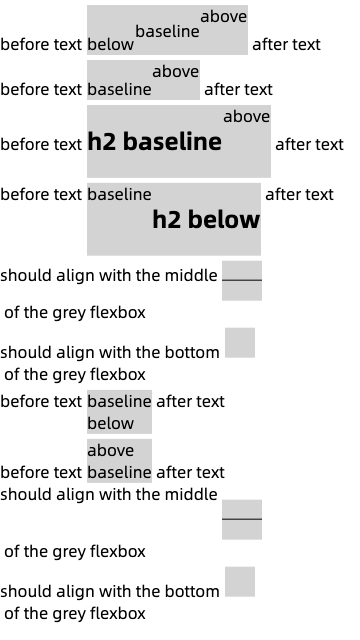 above
baseline
before text below after text
above
before text baseline after text
above
before text h2 baseline after text
before text baseline after text
h2 below
should align with the middle
of the grey flexbox
should align with the bottom
of the grey flexbox
before text baseline after text
below
above
before text baseline after text
should align with the middle
of the grey flexbox
should align with the bottom
of the grey flexbox